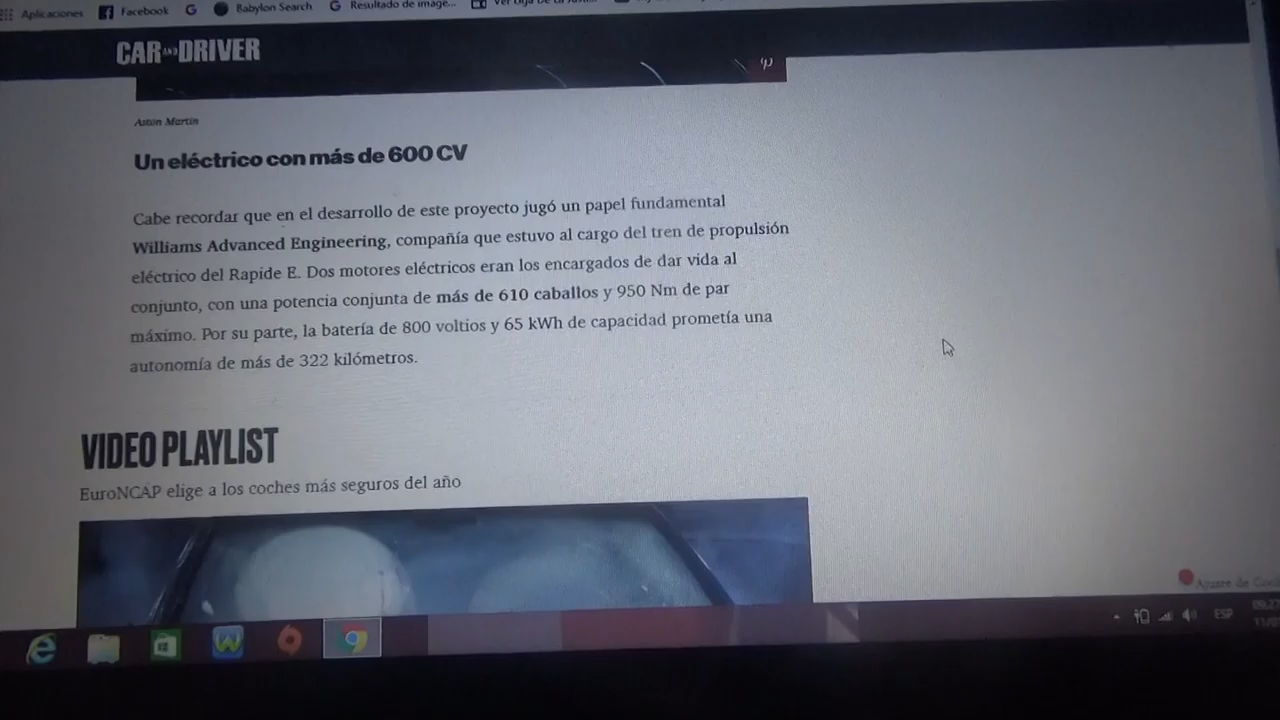 Aplicaciones Facebook Babylon Search Resultado de image...
CAR AND DRIVER
Aston Martin
Un eléctrico con más de 600 CV
Cabe recordar que en el desarrollo de este proyecto jugó un papel fundamental
Williams Advanced Engineering, compañía que estuvo al cargo del tren de propulsión
eléctrico del Rapide E. Dos motores eléctricos eran los encargados de dar vida al
conjunto, con una potencia conjunta de más de 610 caballos y 950 Nm de par
máximo. Por su parte, la batería de 800 voltios y 65 kWh de capacidad prometía una
autonomía de más de 322 kilómetros.
VIDEO PLAYLIST
EuroNCAP elige a los coches más seguros del año
Ajuste de
ESP